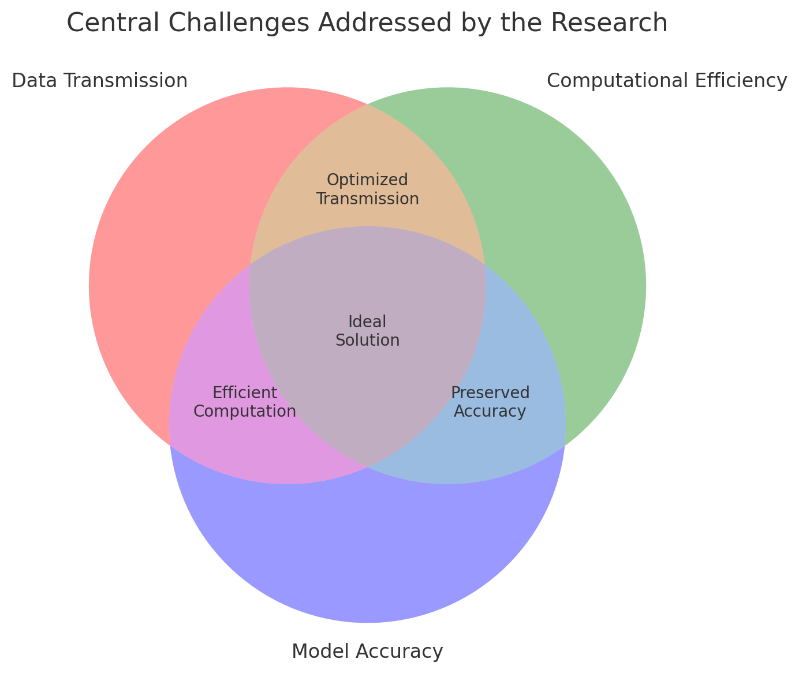 Central Challenges Addressed by the Research
Data Transmission
Computational Efficiency
Optimized
Transmission
Ideal
Solution
Efficient
Computation
Preserved
Accuracy
Model Accuracy